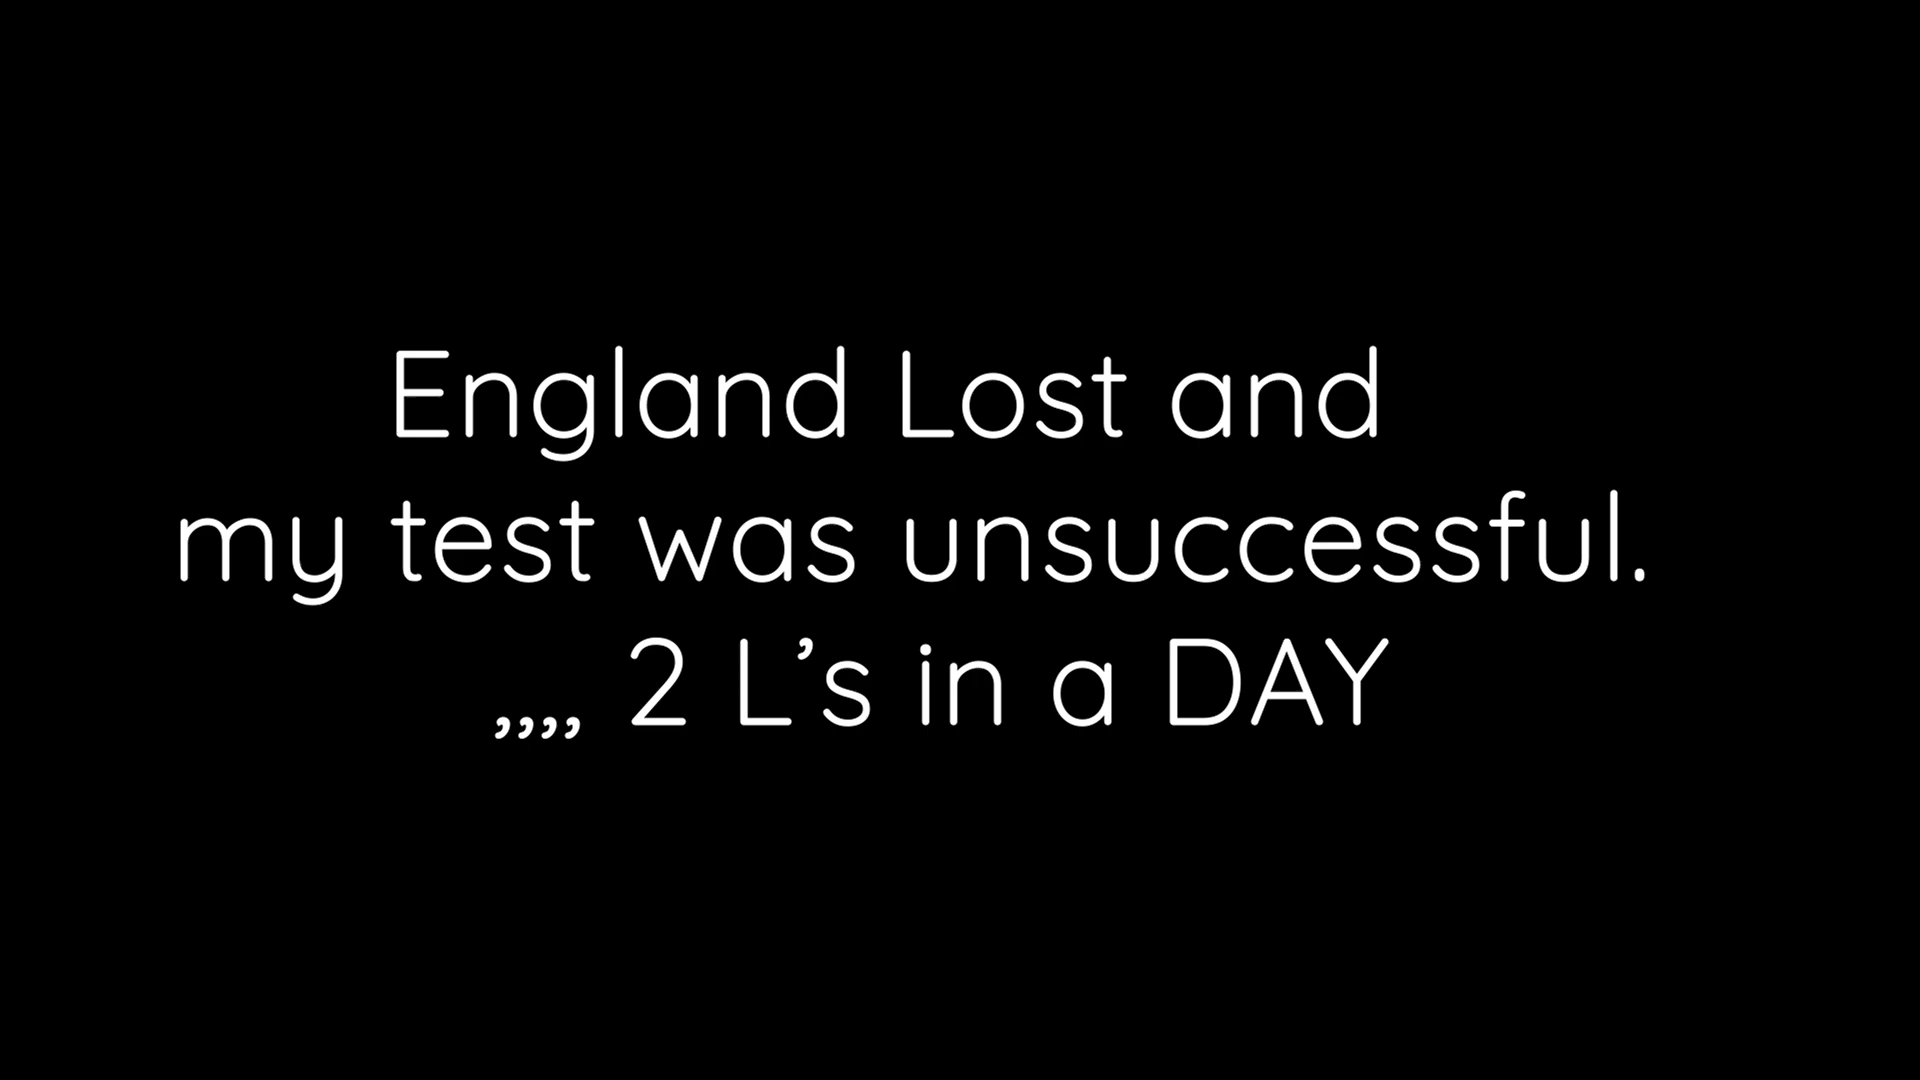 England Lost and
my test was unsuccessful.
,,,, 2 L’s in a DAY